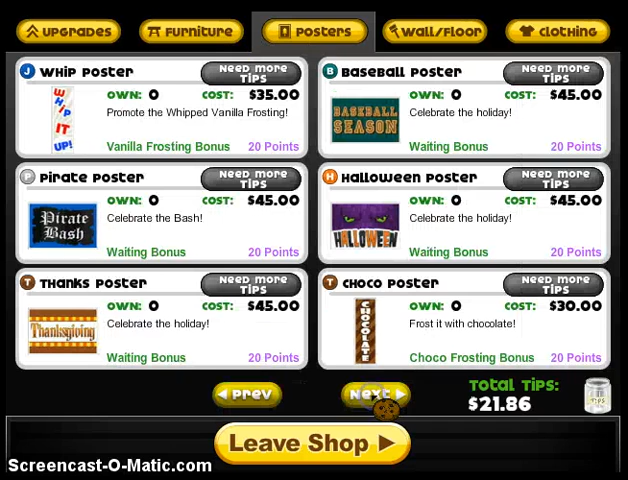 UPGRADES FURNITURE POSTERS WALL/FLOOR CLOTHING
J WHIP POSTER NEED MORE TIPS
OWN: 0 COST: $35.00
WHIP IT UP!
Promote the Whipped Vanilla Frosting!
Vanilla Frosting Bonus 20 Points
B BASEBALL POSTER NEED MORE TIPS
OWN: 0 COST: $45.00
BASEBALL SEASON
Celebrate the holiday!
Waiting Bonus 20 Points
P PIRATE POSTER NEED MORE TIPS
OWN: 0 COST: $45.00
Pirate Bash
Celebrate the Bash!
Waiting Bonus 20 Points
H HALLOWEEN POSTER NEED MORE TIPS
OWN: 0 COST: $45.00
HALLOWEEN
Celebrate the holiday!
Waiting Bonus 20 Points
T THANKS POSTER NEED MORE TIPS
OWN: 0 COST: $45.00
Thanksgiving
Celebrate the holiday!
Waiting Bonus 20 Points
T CHOCO POSTER NEED MORE TIPS
OWN: 0 COST: $30.00
CHOCOLATE
Frost it with chocolate!
Choco Frosting Bonus 20 Points
PREV NEXT TOTAL TIPS:
$21.86 TIPS
Leave Shop
Screencast-O-Matic.com